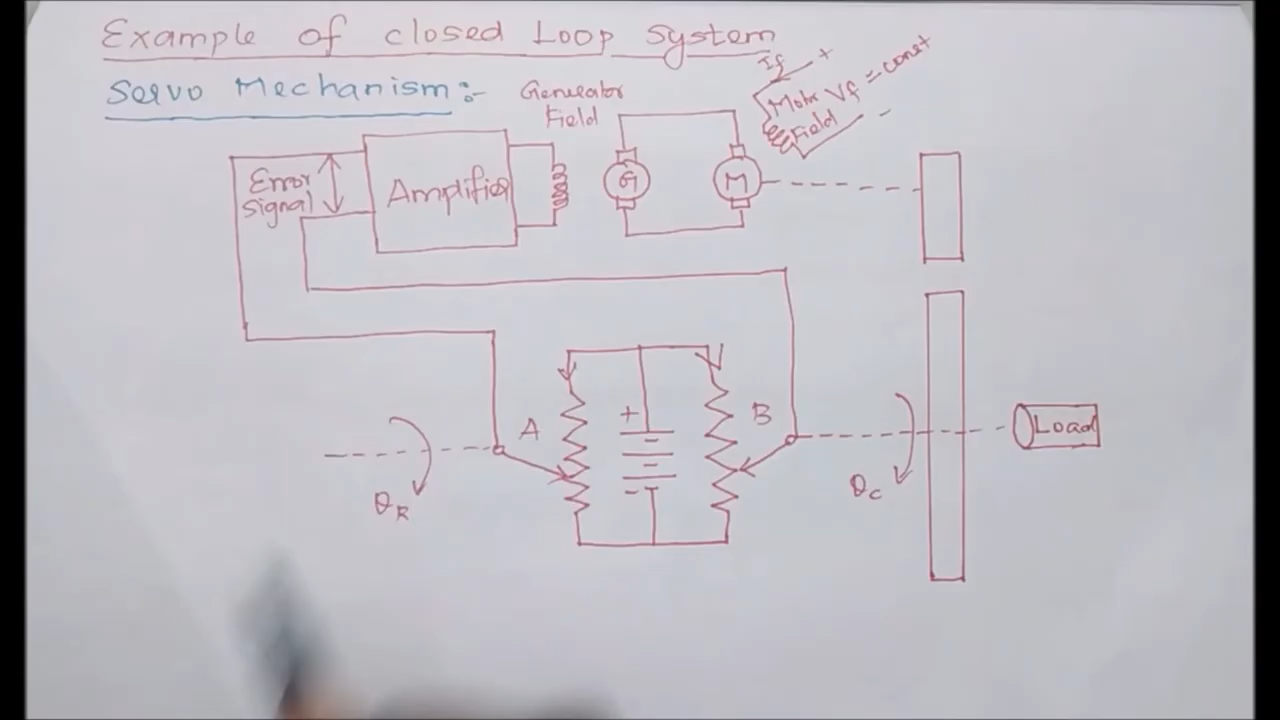 Example of closed Loop System
Servo Mechanism :-
Generator
Field
If
+
Motor Vf = const
Field
-
Error
signal
Amplifier
G
M
A
+
-
B
θR
θC
Load